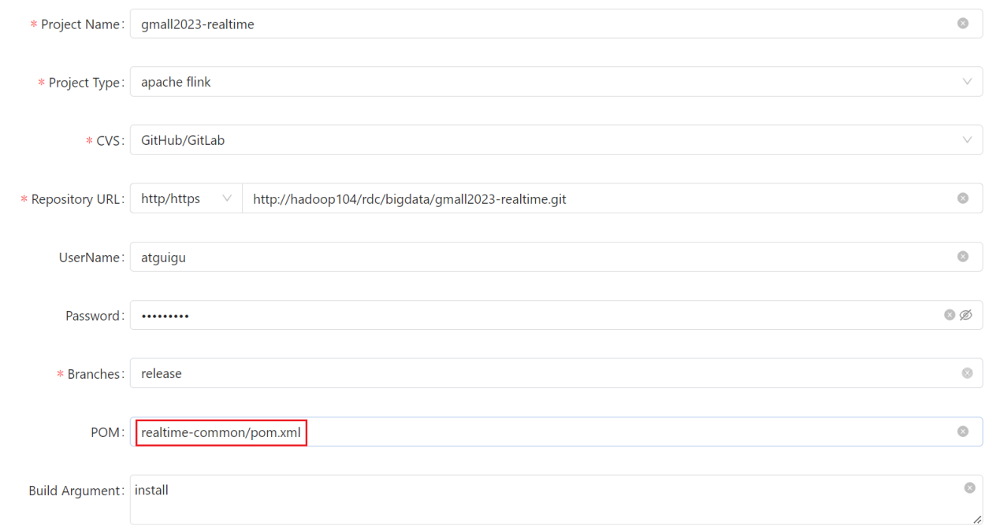 * Project Name: gmall2023-realtime
* Project Type: apache flink
* CVS: GitHub/GitLab
* Repository URL: http/https http://hadoop104/rdc/bigdata/gmall2023-realtime.git
UserName: atguigu
Password: •••••••••
* Branches: release
POM: realtime-common/pom.xml
Build Argument: install